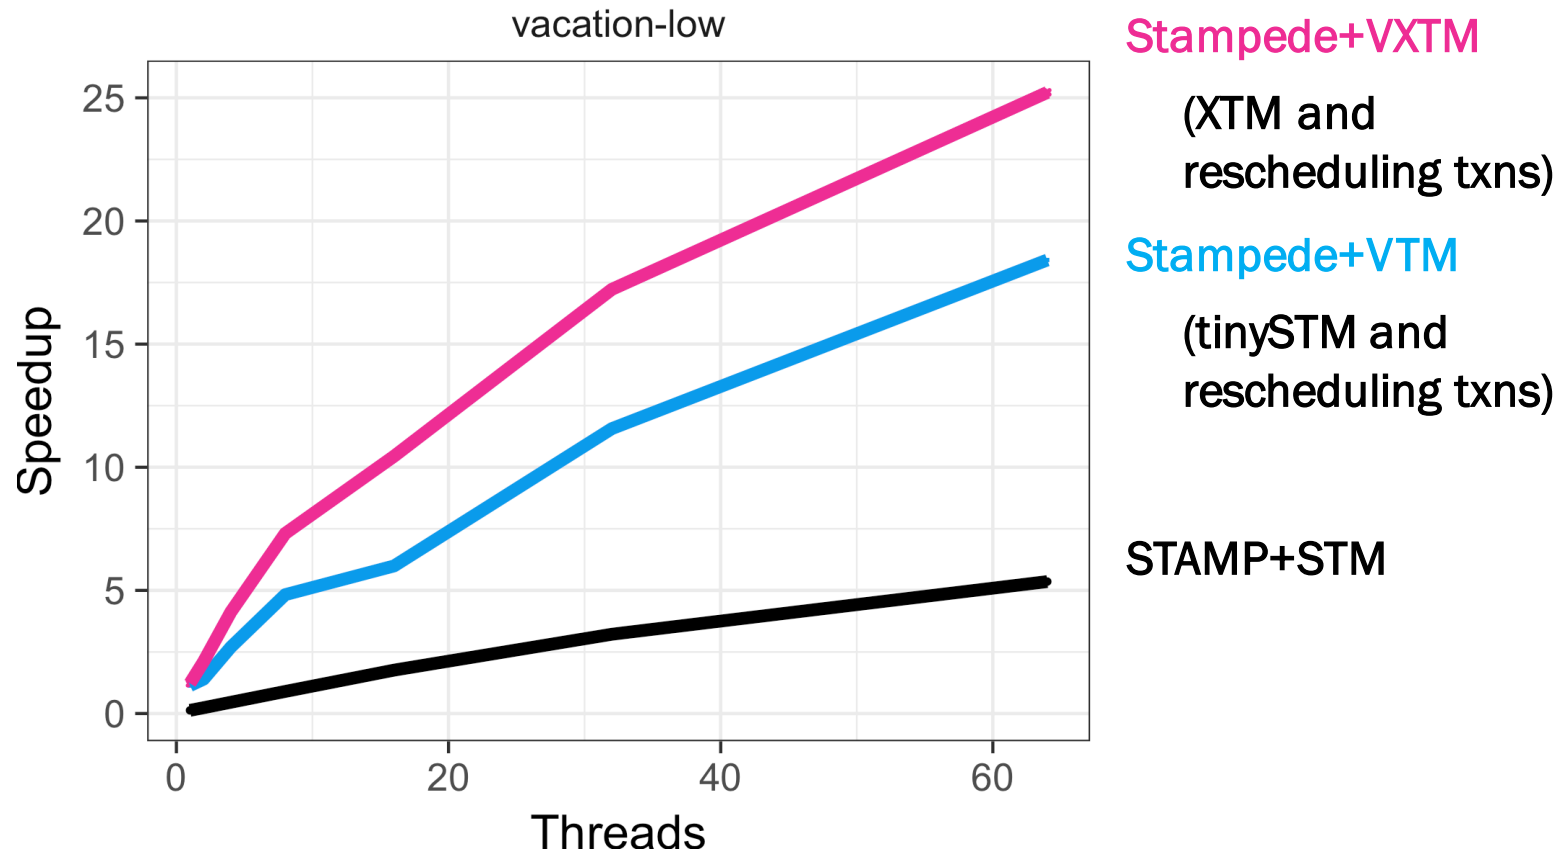 vacation-low
25
20
15
10
5
0
Speedup
0 20 40 60
Threads
Stampede+VXTM
(XTM and
rescheduling txns)
Stampede+VTM
(tinySTM and
rescheduling txns)
STAMP+STM